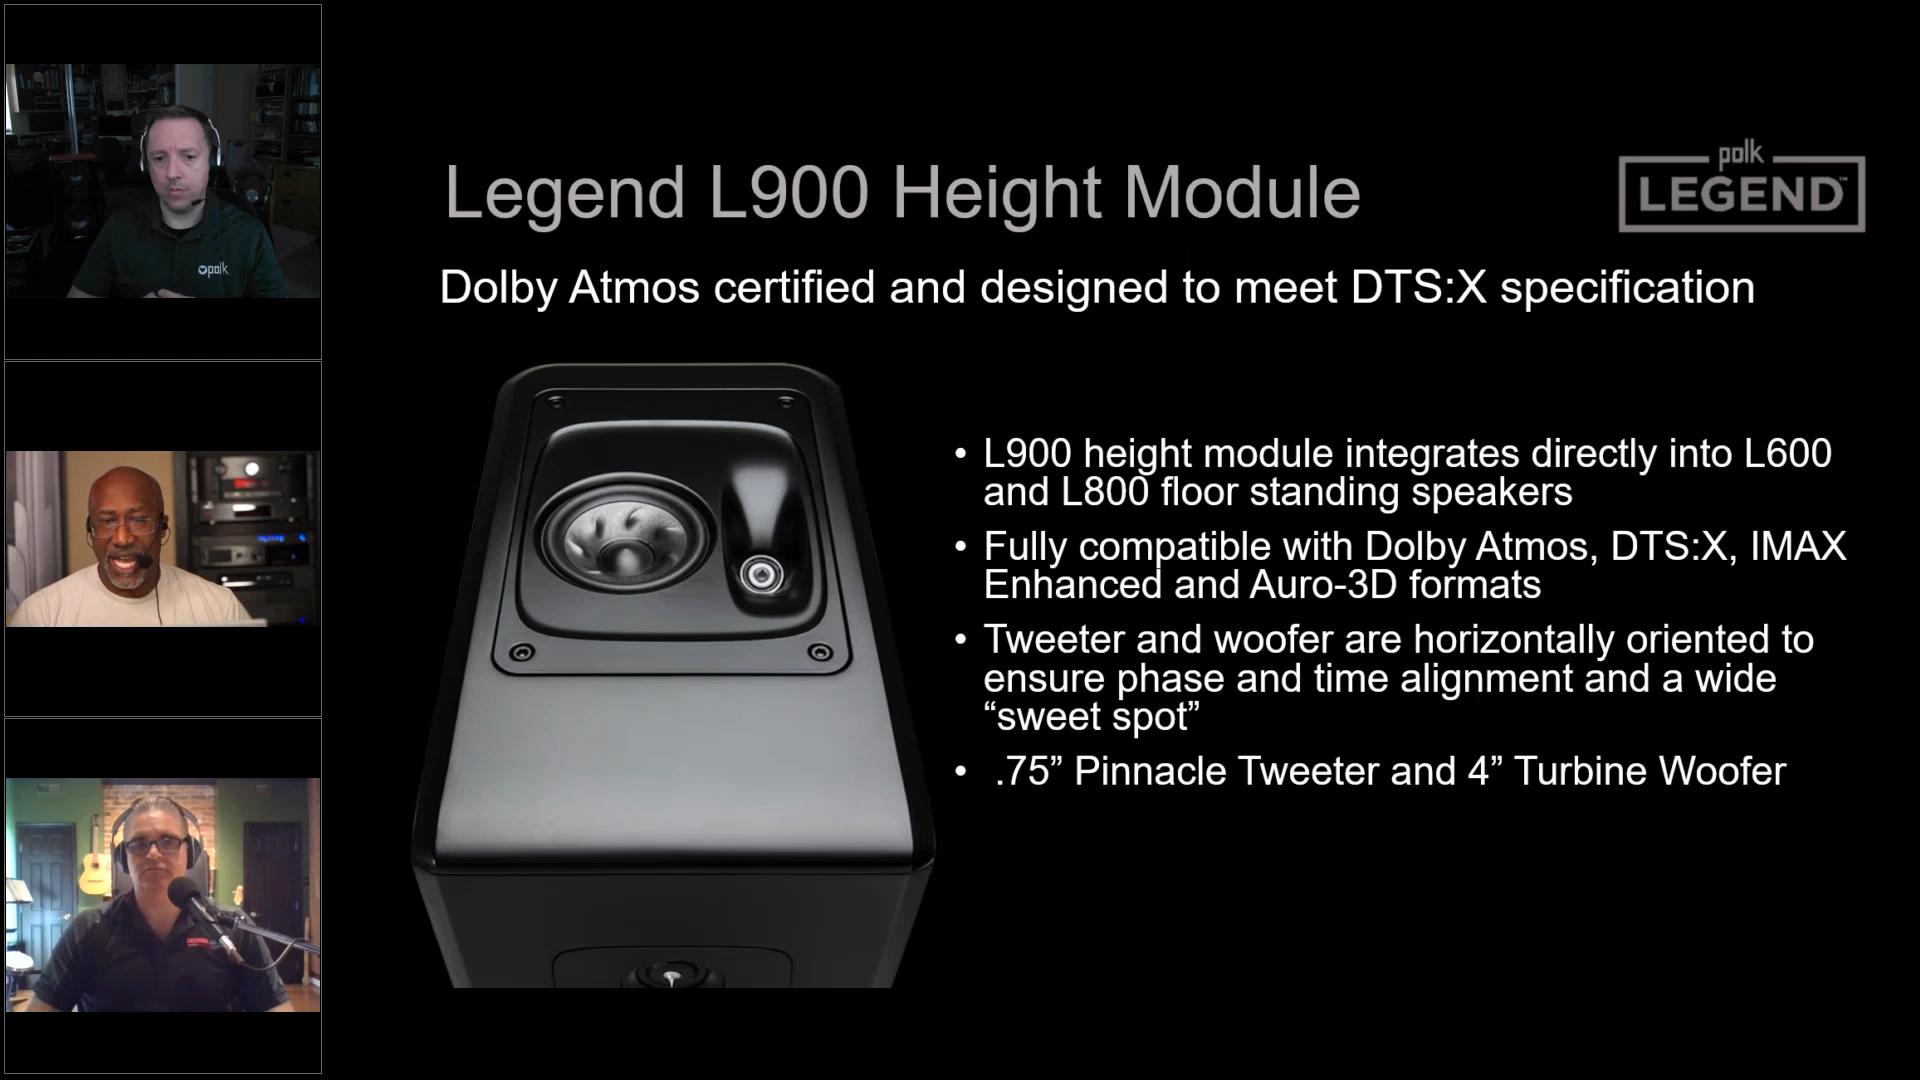 polk
Legend L900 Height Module
polk
LEGEND™
Dolby Atmos certified and designed to meet DTS:X specification
• L900 height module integrates directly into L600
and L800 floor standing speakers
• Fully compatible with Dolby Atmos, DTS:X, IMAX
Enhanced and Auro-3D formats
• Tweeter and woofer are horizontally oriented to
ensure phase and time alignment and a wide
“sweet spot”
• .75” Pinnacle Tweeter and 4” Turbine Woofer